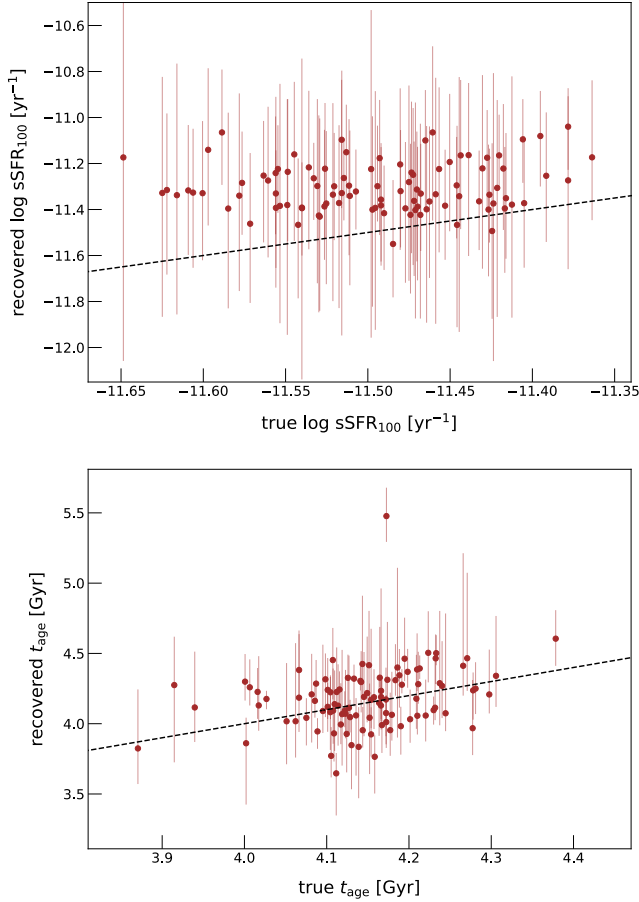 −10.6
−10.8
−11.0
−11.2
−11.4
−11.6
−11.8
−12.0
recovered log sSFR₁₀₀ [yr⁻¹]
−11.65 −11.60 −11.55 −11.50 −11.45 −11.40 −11.35
true log sSFR₁₀₀ [yr⁻¹]
5.5
5.0
4.5
4.0
3.5
recovered t_age [Gyr]
3.9 4.0 4.1 4.2 4.3 4.4
true t_age [Gyr]